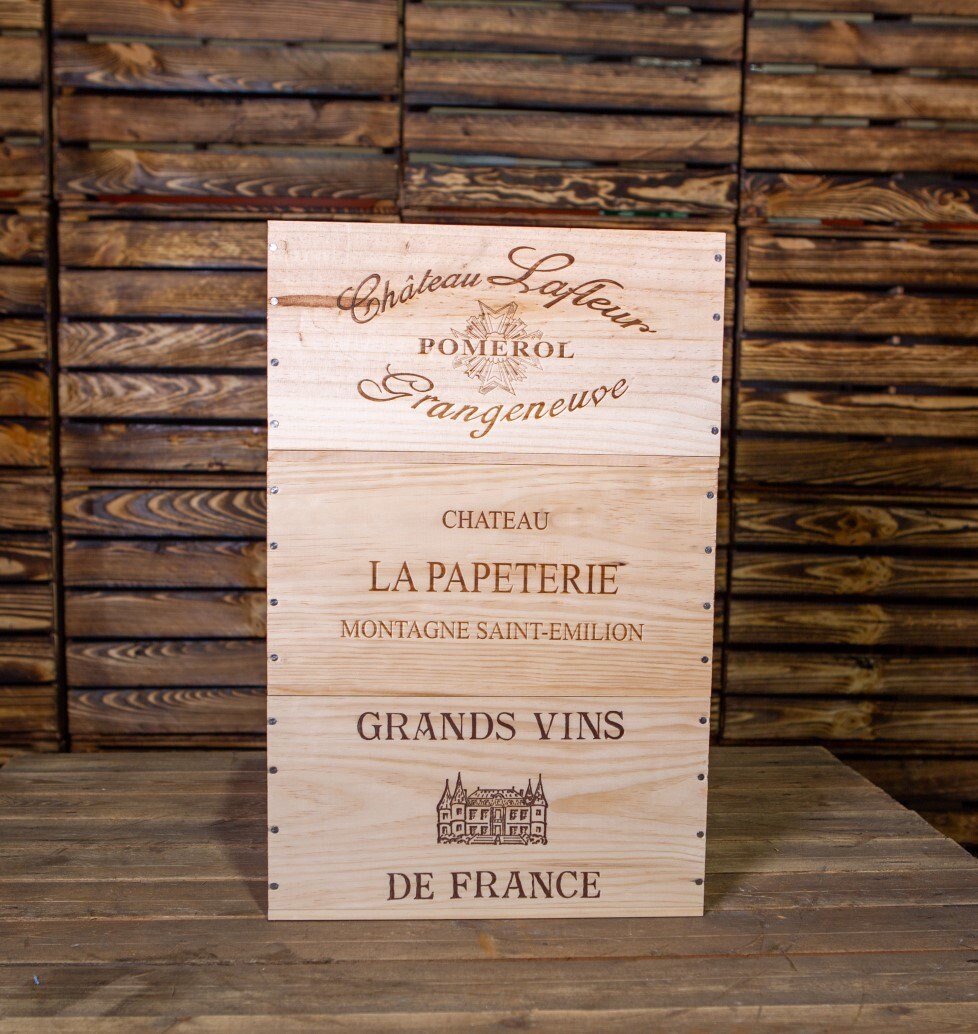 Château Lafleur
POMEROL
Grangeneuve
CHATEAU
LA PAPETERIE
MONTAGNE SAINT-EMILION
GRANDS VINS
DE FRANCE